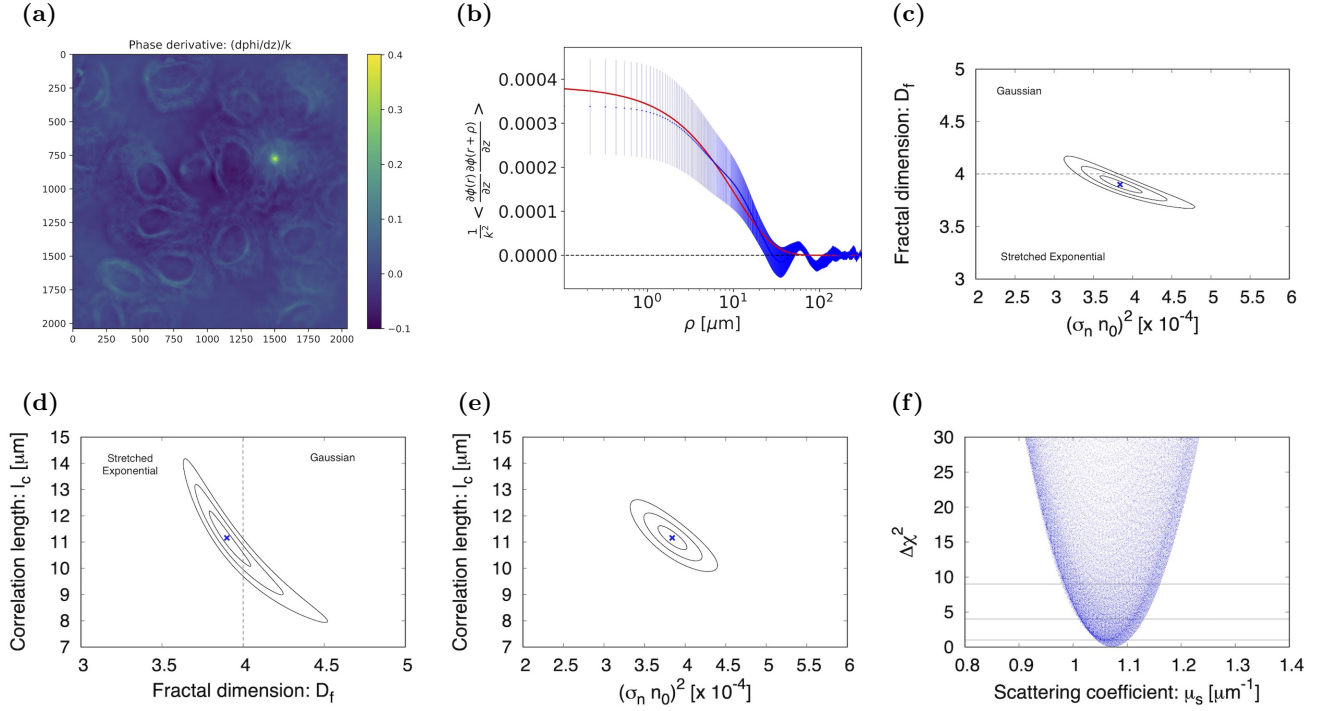 (a)
Phase derivative: (dphi/dz)/k
0
250
500
750
1000
1250
1500
1750
2000
0 250 500 750 1000 1250 1500 1750 2000
0.4
0.3
0.2
0.1
0.0
−0.1
(b)
1/k² < ∂ϕ(r)/∂z ∂ϕ(r + ρ)/∂z >
0.0004
0.0003
0.0002
0.0001
0.0000
10⁰ 10¹ 10²
ρ [μm]
(c)
Fractal dimension: D_f
5
4.5
4
3.5
3
Gaussian
Stretched Exponential
2 2.5 3 3.5 4 4.5 5 5.5 6
(σ_n n_0)² [x 10⁻⁴]
(d)
Correlation length: l_c [μm]
15
14
13
12
11
10
9
8
7
Stretched
Exponential
Gaussian
3 3.5 4 4.5 5
Fractal dimension: D_f
(e)
Correlation length: l_c [μm]
15
14
13
12
11
10
9
8
7
2 2.5 3 3.5 4 4.5 5 5.5 6
(σ_n n_0)² [x 10⁻⁴]
(f)
Δχ²
30
25
20
15
10
5
0
0.8 0.9 1 1.1 1.2 1.3 1.4
Scattering coefficient: μ_s [μm⁻¹]